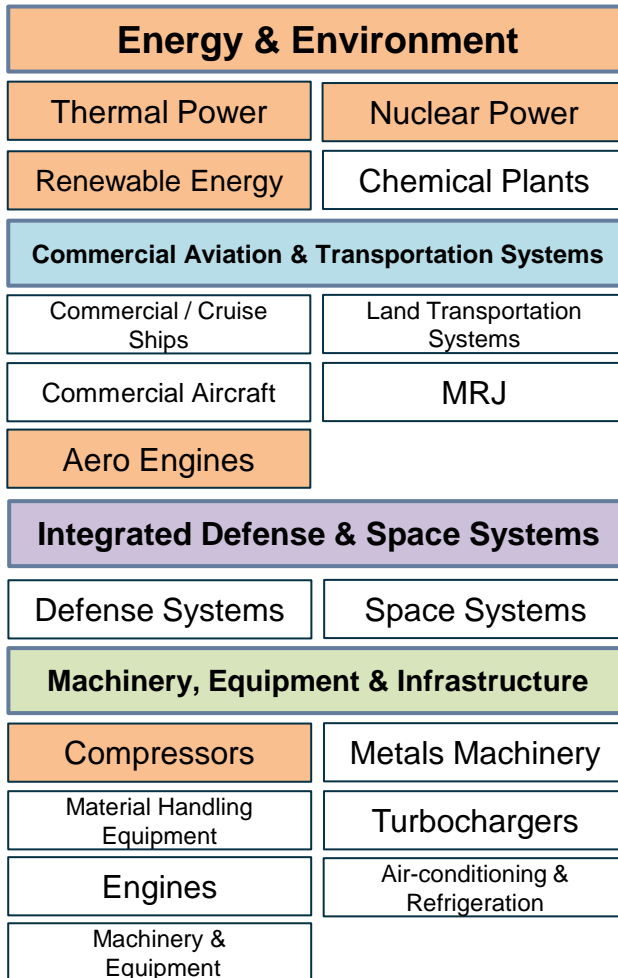 Energy & Environment
Thermal Power
Nuclear Power
Renewable Energy
Chemical Plants
Commercial Aviation & Transportation Systems
Commercial / Cruise
Ships
Land Transportation
Systems
Commercial Aircraft
MRJ
Aero Engines
Integrated Defense & Space Systems
Defense Systems
Space Systems
Machinery, Equipment & Infrastructure
Compressors
Metals Machinery
Material Handling
Equipment
Turbochargers
Engines
Air-conditioning &
Refrigeration
Machinery &
Equipment